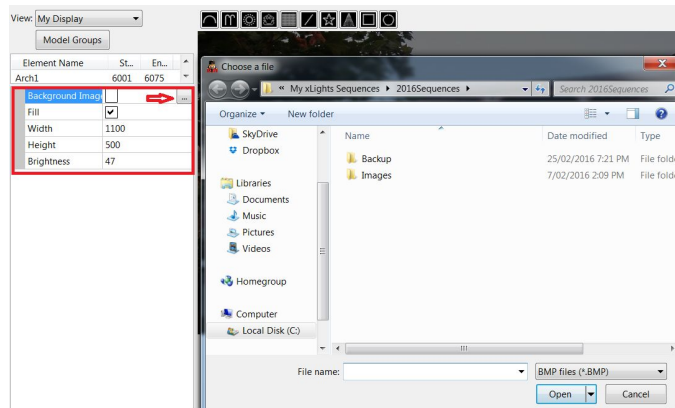 View: My Display
Model Groups
Element Name St... En...
Arch1 6001 6075
Background Imag ...
Fill
Width 1100
Height 500
Brightness 47
Choose a file
« My xLights Sequences 2016Sequences Search 2016Sequences
Organize New folder
SkyDrive
Dropbox
Libraries
Documents
Music
Pictures
Videos
Homegroup
Computer
Local Disk (C:)
Name Date modified Type
Backup 25/02/2016 7:21 PM File fold
Images 7/02/2016 2:09 PM File fold
File name: BMP files (*.BMP)
Open Cancel